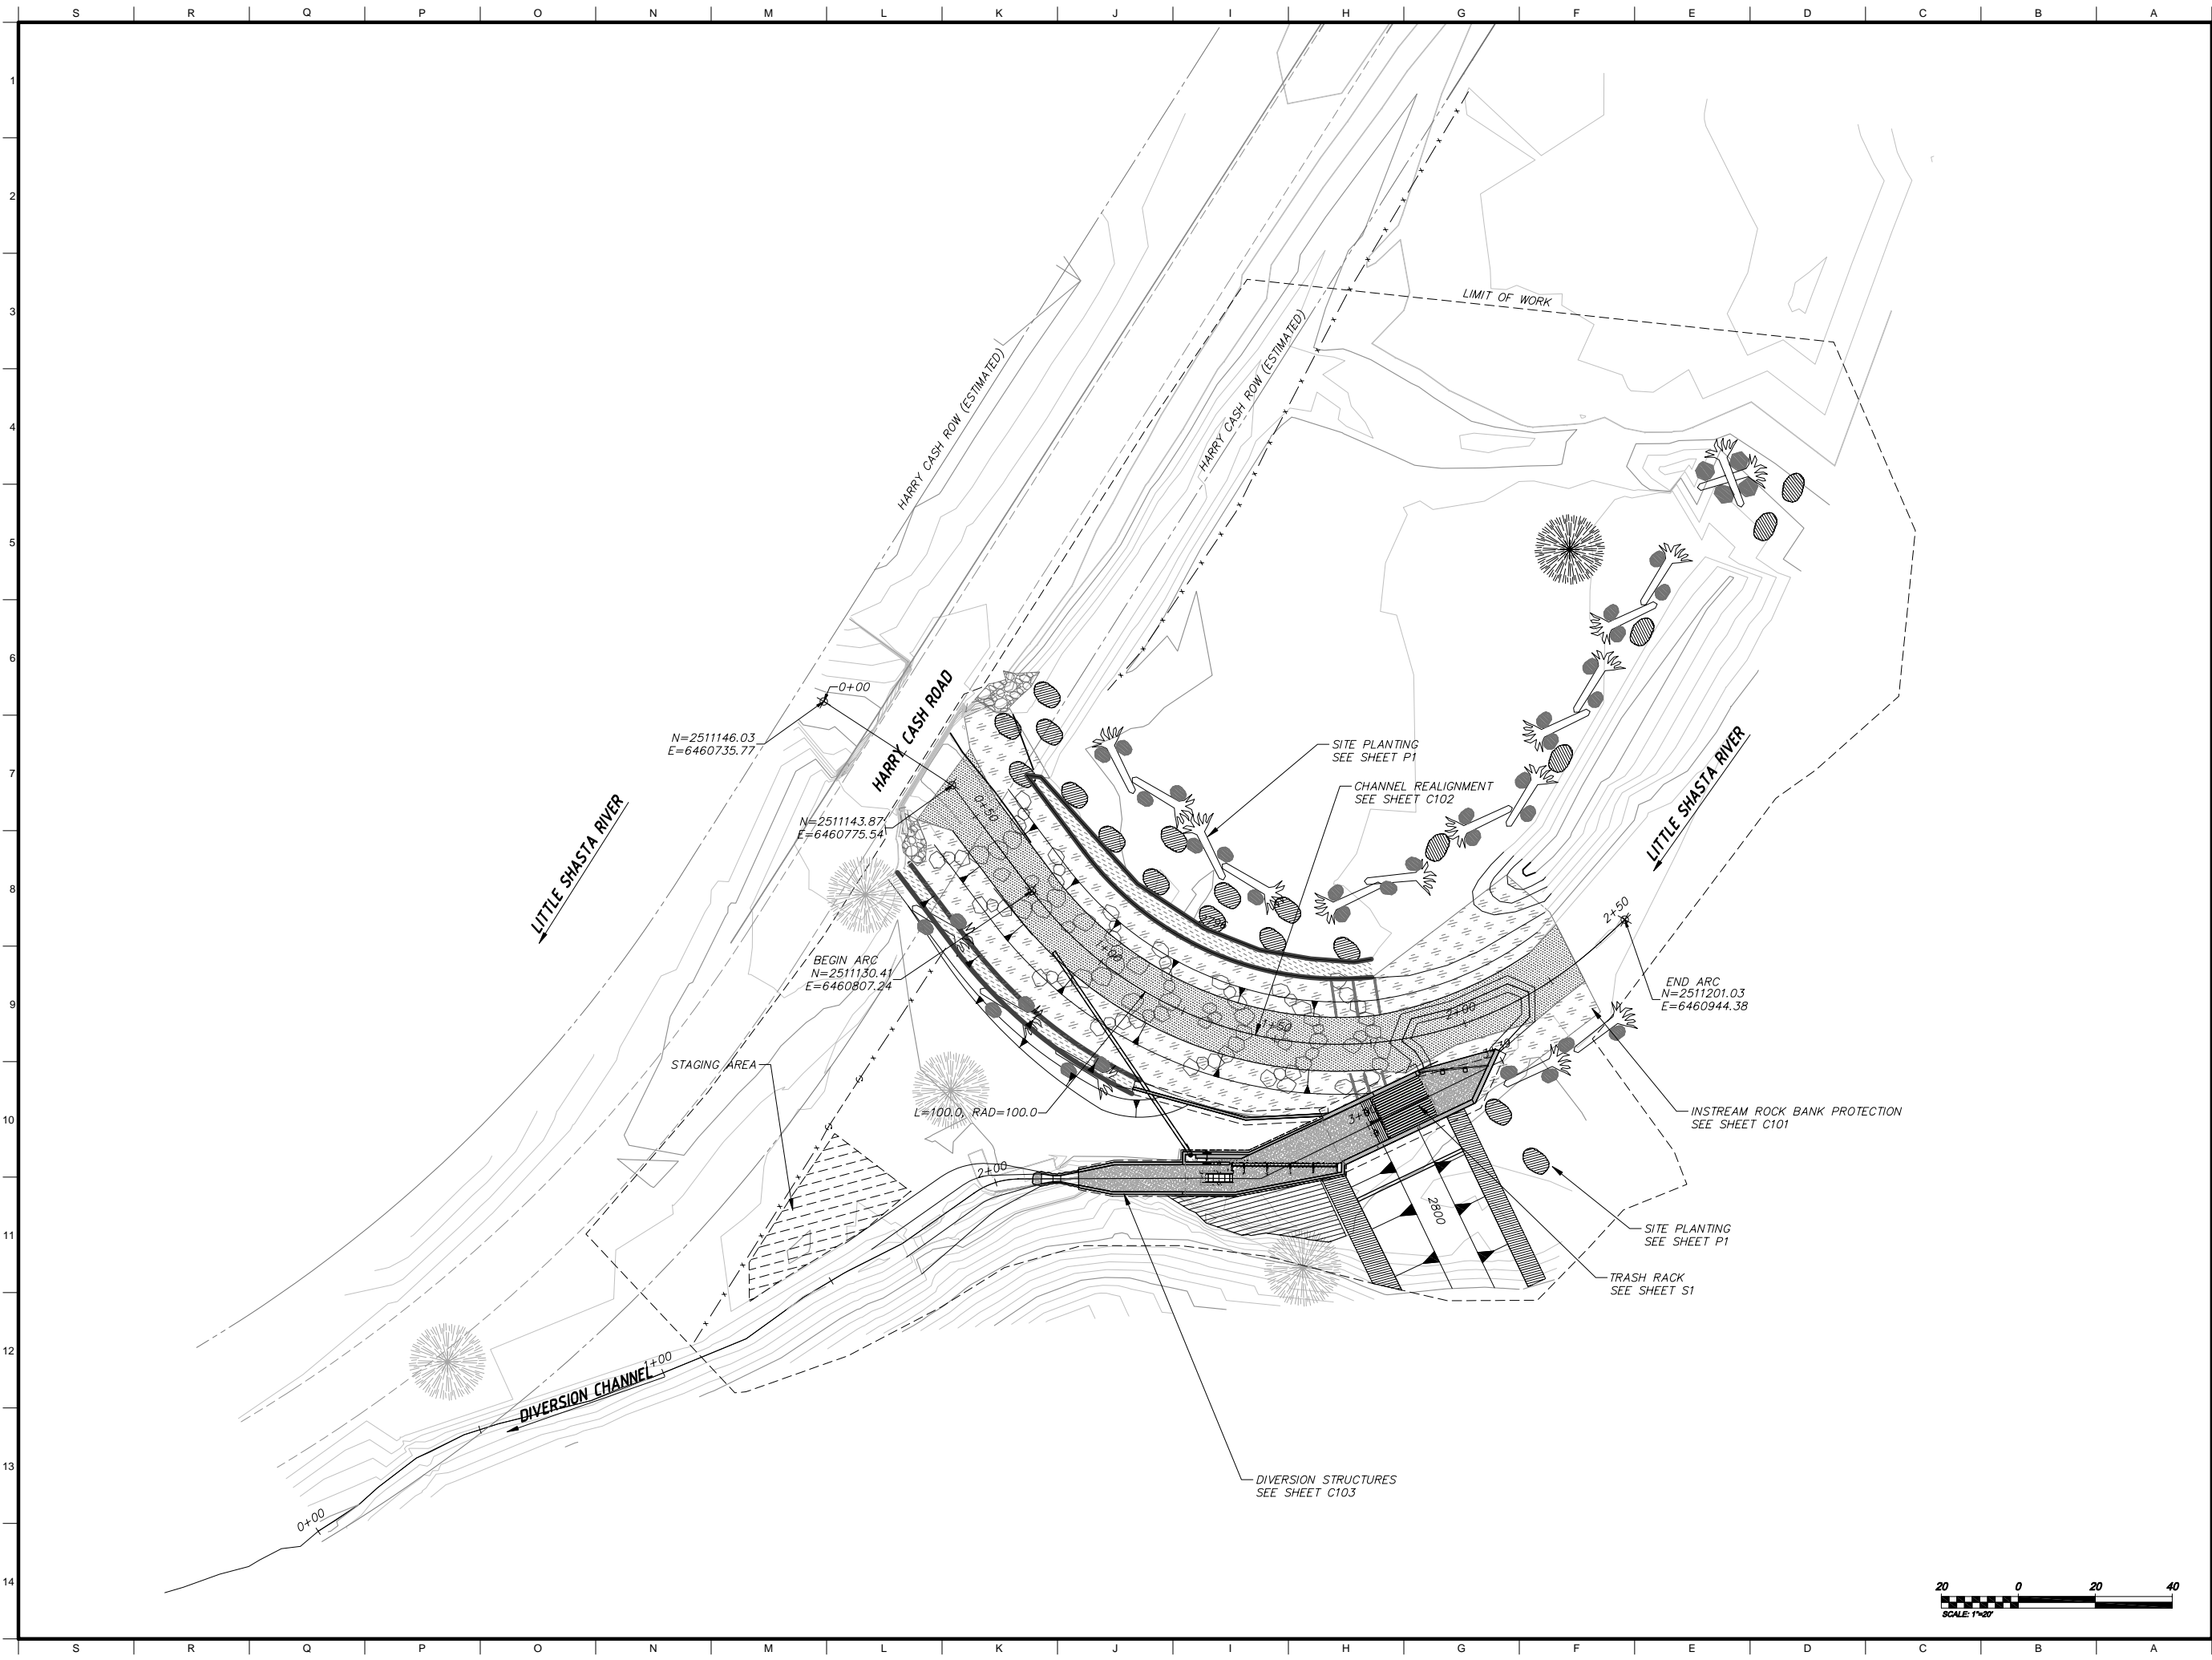 S R Q P O N M L K J I H G F E D C B A
1
2
3
4
5
6
7
8
9
10
11
12
13
14
LIMIT OF WORK
HARRY CASH ROW (ESTIMATED)
HARRY CASH ROW (ESTIMATED)
0+00
N=2511146.03
E=6460735.77
HARRY CASH ROAD
SITE PLANTING
SEE SHEET P1
CHANNEL REALIGNMENT
SEE SHEET C102
LITTLE SHASTA RIVER
LITTLE SHASTA RIVER
0+50
N=2511143.87
E=6460775.54
2+50
1+00
BEGIN ARC
N=2511130.41
E=6460807.24
END ARC
N=2511201.03
E=6460944.38
1+50
2+00
STAGING AREA
L=100.0, RAD=100.0
INSTREAM ROCK BANK PROTECTION
SEE SHEET C101
2+00
2800
SITE PLANTING
SEE SHEET P1
TRASH RACK
SEE SHEET S1
1+00
DIVERSION CHANNEL
DIVERSION STRUCTURES
SEE SHEET C103
0+00
20 0 20 40
SCALE: 1"=20'
S R Q P O N M L K J I H G F E D C B A